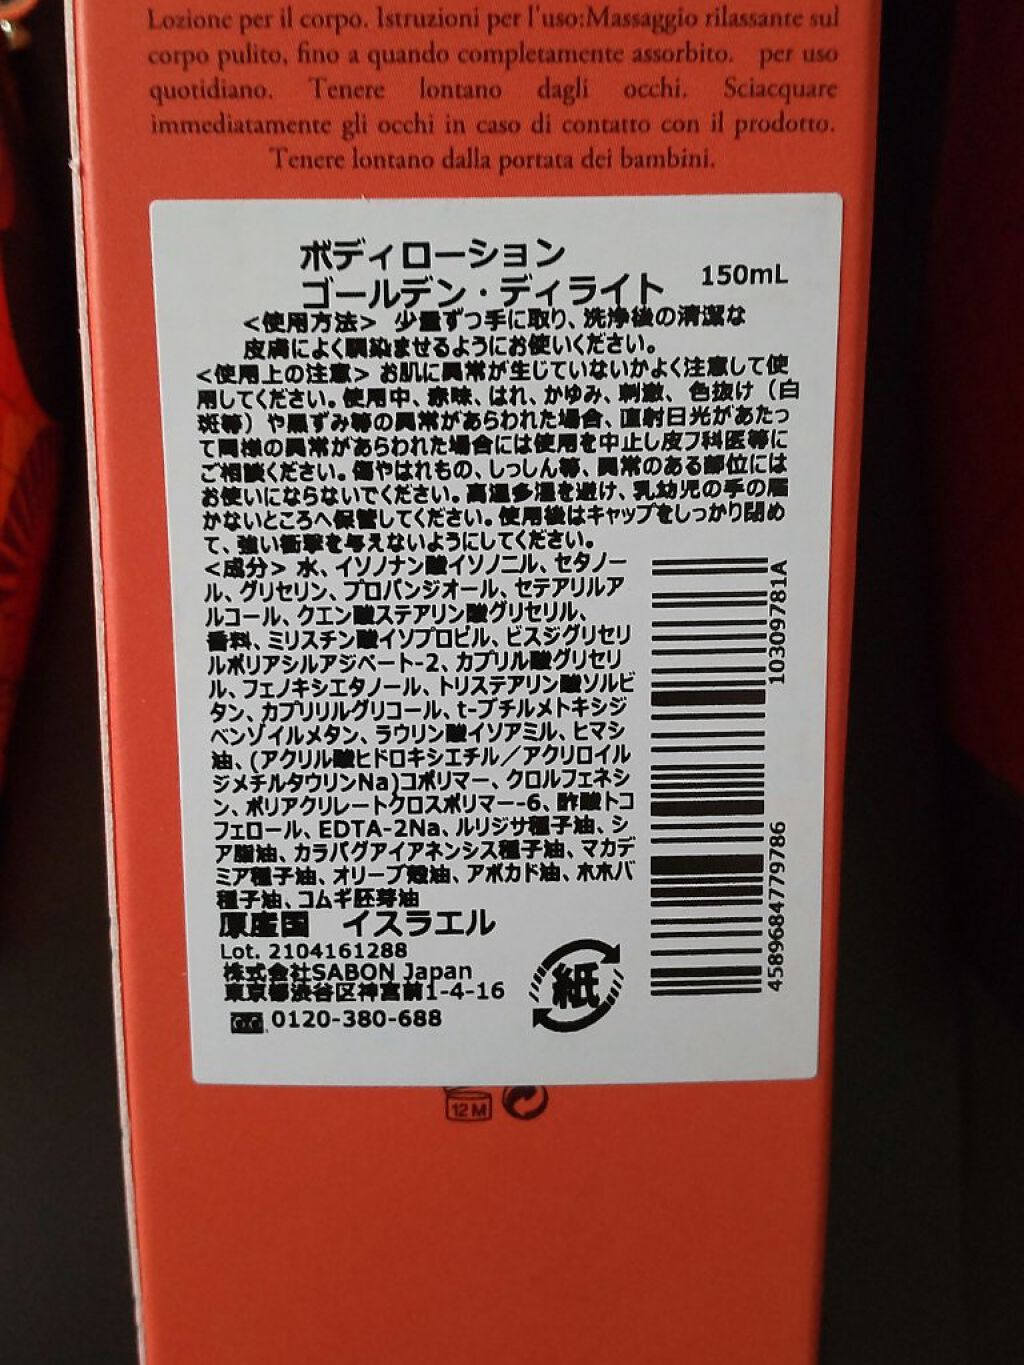 Lozione per il corpo. Istruzioni per l'uso:Massaggio rilassante sul
corpo pulito, fino a quando completamente assorbito. per uso
quotidiano. Tenere lontano dagli occhi. Sciacquare
immediatamente gli occhi in caso di contatto con il prodotto.
Tenere lontano dalla portata dei bambini.
ボディローション
ゴールデン・ディライト 150mL
<使用方法> 少量ずつ手に取り、洗浄後の清潔な
皮膚によく馴染ませるようにお使いください。
<使用上の注意> お肌に異常が生じていないかよく注意して使
用してください。使用中、赤味、はれ、かゆみ、刺激、色抜け(白
斑等)や黒ずみ等の異常があらわれた場合、直射日光があたっ
て同様の異常があらわれた場合には使用を中止し皮フ科医等に
ご相談ください。傷やはれもの、しっしん等、異常のある部位には
お使いにならないでください。高温多湿を避け、乳幼児の手の届
かないところへ保管してください。使用後はキャップをしっかり閉め
て、強い衝撃を与えないようにしてください。
<成分> 水、イソノナン酸イソノニル、セタノー
ル、グリセリン、プロパンジオール、セテアリルア
ルコール、クエン酸ステアリン酸グリセリル、
香料、ミリスチン酸イソプロピル、ビスジグリセリ
ルポリアシルアジペート-2、カプリル酸グリセリ
ル、フェノキシエタノール、トリステアリン酸ソルビ
タン、カプリリルグリコール、t-ブチルメトキシジ
ベンゾイルメタン、ラウリン酸イソアミル、ヒマシ
油、(アクリル酸ヒドロキシエチル/アクリロイル
ジメチルタウリンNa)コポリマー、クロルフェネシ
ン、ポリアクリレートクロスポリマー-6、酢酸トコ
フェロール、EDTA-2Na、ルリジサ種子油、シ
ア脂油、カラパグアイアネンシス種子油、マカデ
ミア種子油、オリーブ殻油、アボカド油、ホホバ
種子油、コムギ胚芽油
原産国 イスラエル
Lot. 2104161288
株式会社SABON Japan
東京都渋谷区神宮前1-4-16
0120-380-688
紙
10309781A
4589684779786
12 M